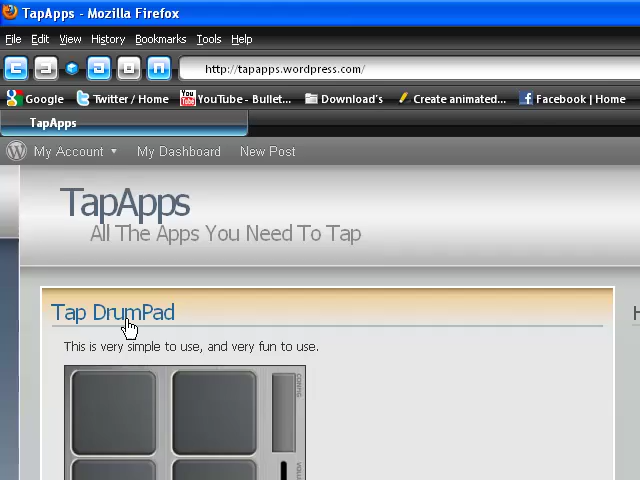 TapApps - Mozilla Firefox
File Edit View History Bookmarks Tools Help
http://tapapps.wordpress.com/
Google Twitter / Home YouTube - Bullet... Download's Create animated... Facebook | Home
TapApps
My Account My Dashboard New Post
TapApps
All The Apps You Need To Tap
Tap DrumPad
H
This is very simple to use, and very fun to use.
CONFIG
VOLU